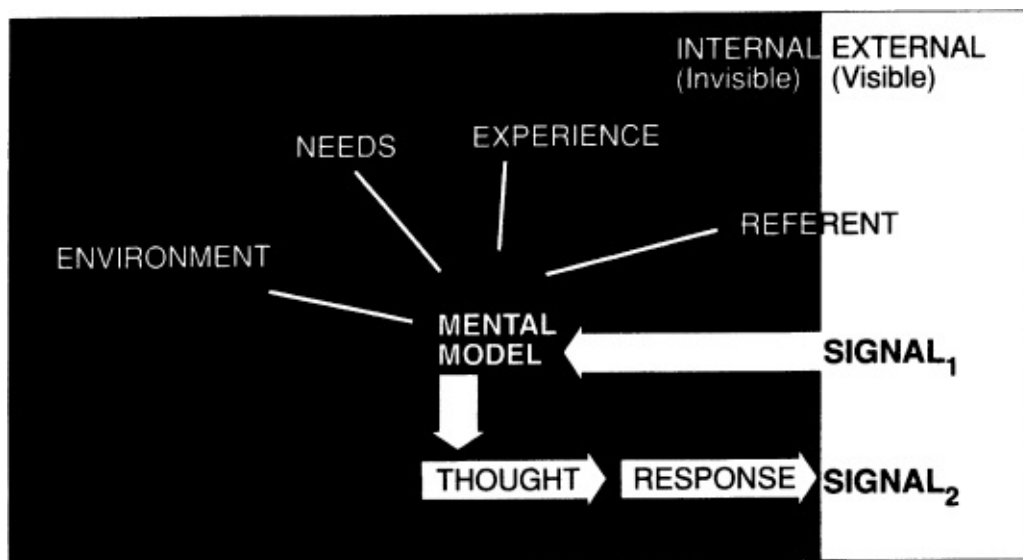 INTERNAL EXTERNAL
(Invisible) (Visible)
NEEDS EXPERIENCE
REFERENT
ENVIRONMENT
MENTAL
MODEL
SIGNAL1
THOUGHT RESPONSE SIGNAL2